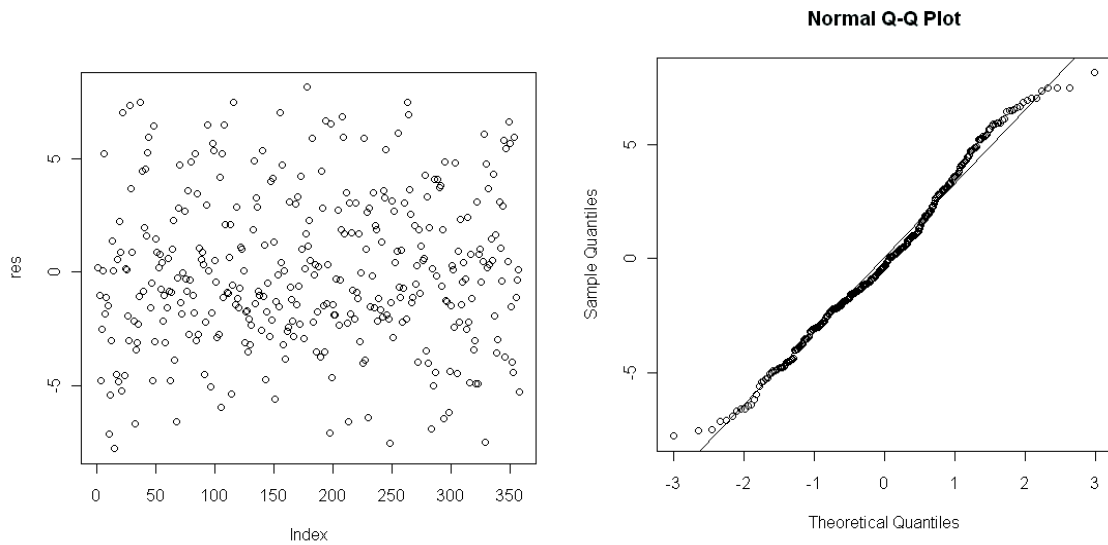 res
5
0
-5
0 50 100 150 200 250 300 350
Index
Normal Q-Q Plot
Sample Quantiles
5
0
-5
-3 -2 -1 0 1 2 3
Theoretical Quantiles